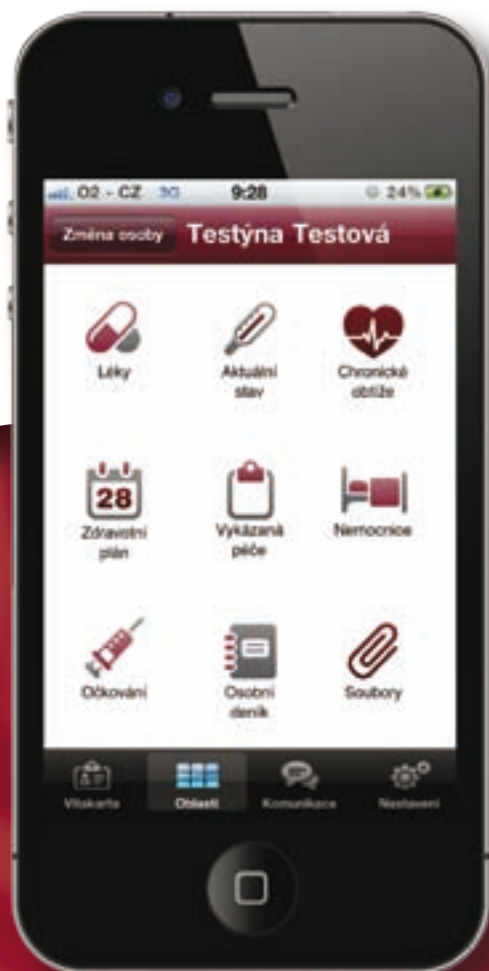 O2 - CZ 3G 9:28 24%
Změna osoby Testýna Testová
Léky Aktuální Chronické
stav obtíže
28
Zdravotní Vykázaná Nemocnice
plán péče
Očkování Osobní Soubory
deník
Vitakarta Oblasti Komunikace Nastavení